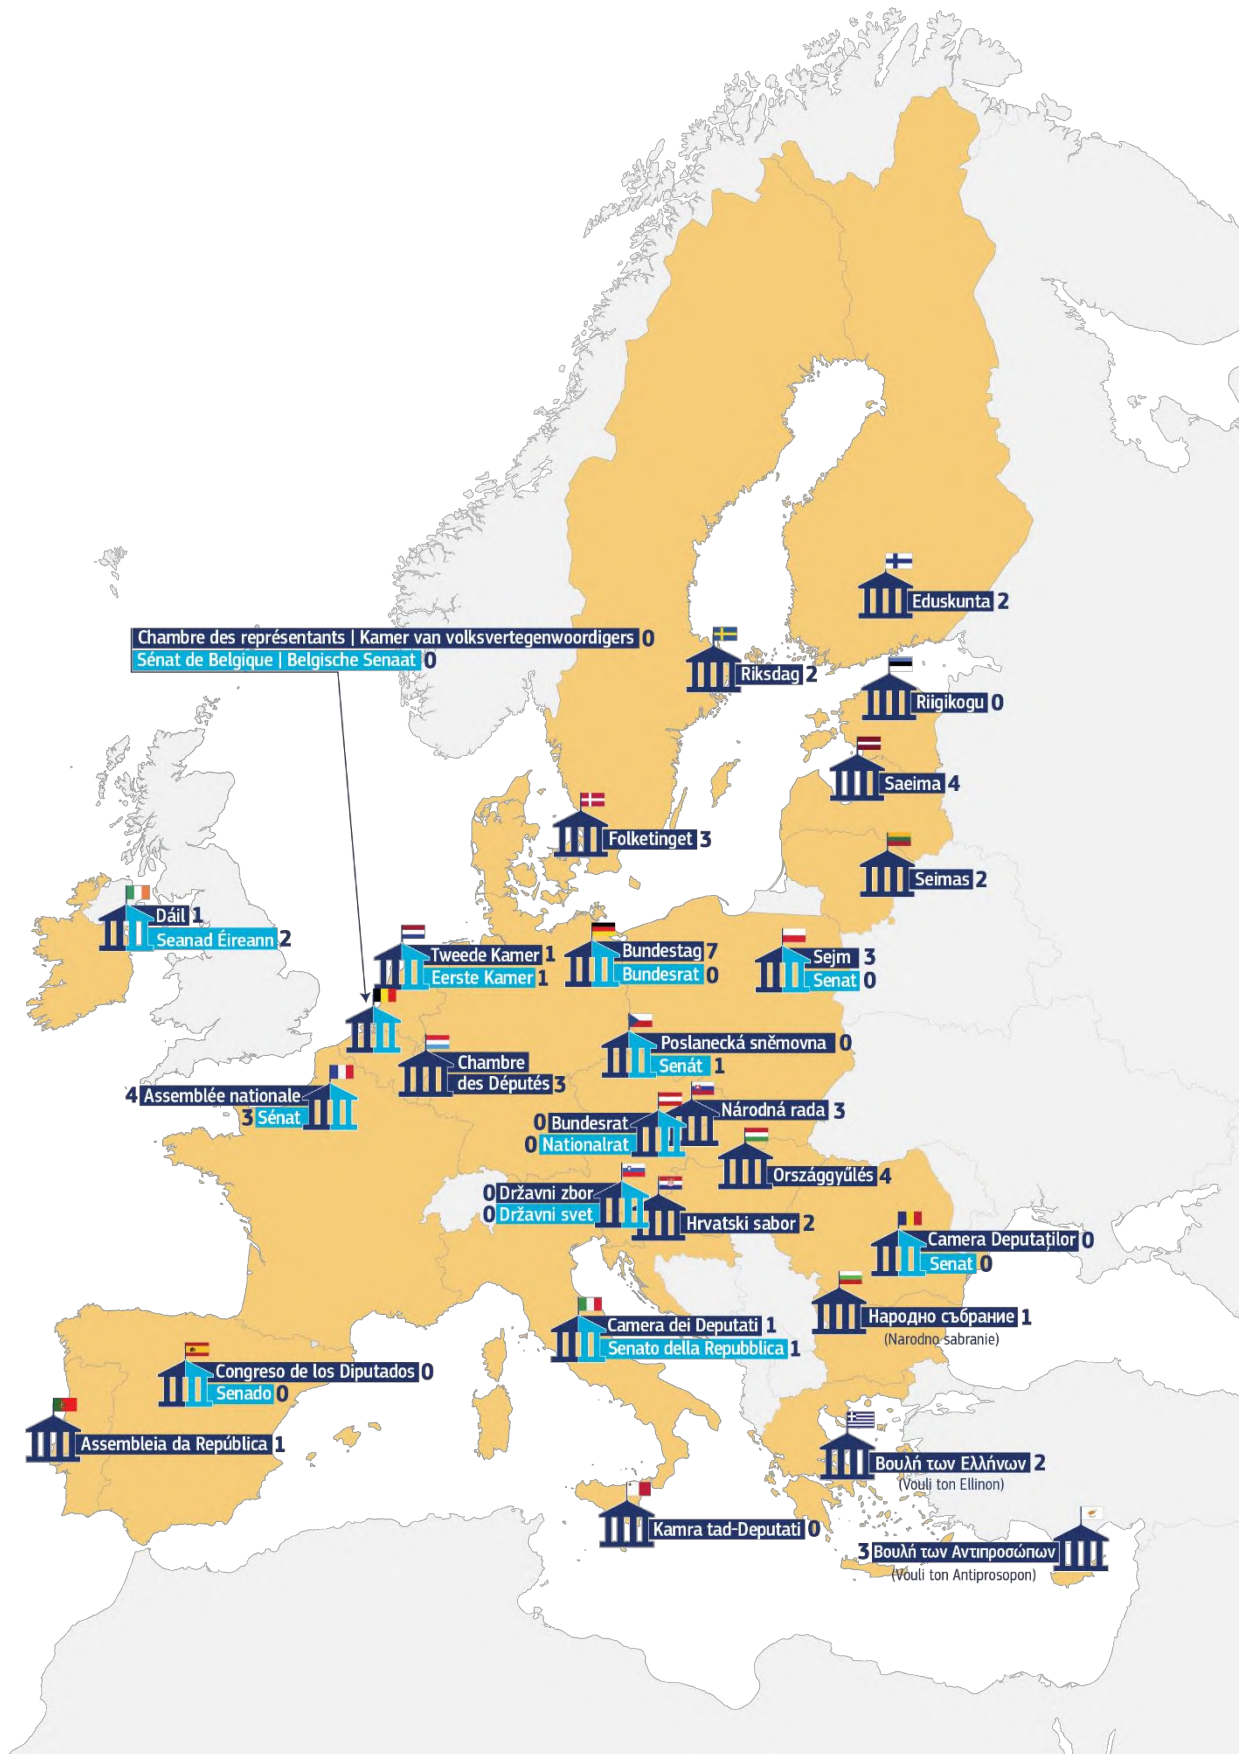 Eduskunta 2
Chambre des représentants | Kamer van volksvertegenwoordigers 0
Sénat de Belgique | Belgische Senaat 0
Riksdag 2
Riigikogu 0
Saeima 4
Folketinget 3
Seimas 2
Dáil 1
Seanad Éireann 2
Tweede Kamer 1
Eerste Kamer 1
Bundestag 7
Bundesrat 0
Sejm 3
Senat 0
Poslanecká sněmovna 0
Senát 1
Chambre
des Députés 3
4 Assemblée nationale
3 Sénat
Národná rada 3
0 Bundesrat
0 Nationalrat
Országgyűlés 4
0 Državni zbor
0 Državni svet
Hrvatski sabor 2
Camera Deputaților 0
Senat 0
Народно събрание 1
(Narodno sabranie)
Camera dei Deputati 1
Senato della Repubblica 1
Congreso de los Diputados 0
Senado 0
Assembleia da República 1
Βουλή των Ελλήνων 2
(Vouli ton Ellinon)
Kamra tad-Deputati 0
3 Βουλή των Αντιπροσώπων
(Vouli ton Antiprosopon)